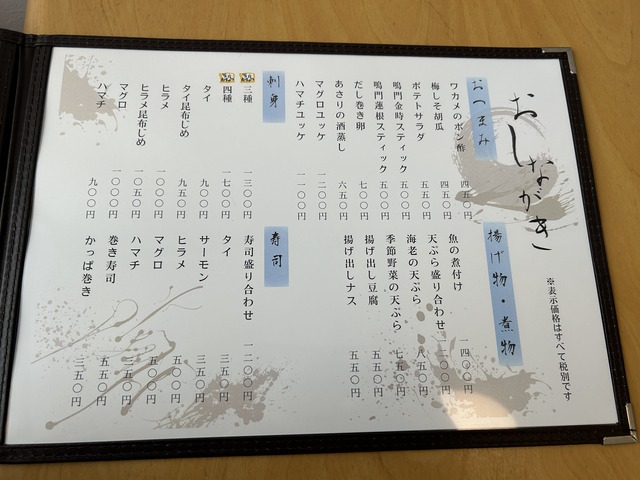 おしながき
※表示価格はすべて税別です
おつまみ
ワカメのポン酢 四五〇円
梅しそ胡瓜 四五〇円
ポテトサラダ 五五〇円
鳴門金時スティック 五〇〇円
鳴門蓮根スティック 五〇〇円
だし巻き卵 七〇〇円
あさりの酒蒸し 六五〇円
マグロユッケ 一二〇〇円
ハマチユッケ 一一〇〇円
刺身
三種 一三〇〇円
四種 一七〇〇円
タイ 九〇〇円
タイ昆布じめ 九五〇円
ヒラメ 一〇〇〇円
ヒラメ昆布じめ 一〇五〇円
マグロ 一〇〇〇円
ハマチ 九〇〇円
揚げ物・煮物
魚の煮付け 一四〇〇円
天ぷら盛り合わせ 一二〇〇円
海老の天ぷら 八五〇円
季節野菜の天ぷら 七五〇円
揚げ出し豆腐 五五〇円
揚げ出しナス 五五〇円
寿司
寿司盛り合わせ 一二〇〇円
タイ 三五〇円
サーモン 三五〇円
ヒラメ 五〇〇円
マグロ 五〇〇円
ハマチ 三五〇円
巻き寿司 五五〇円
かっぱ巻き 三五〇円